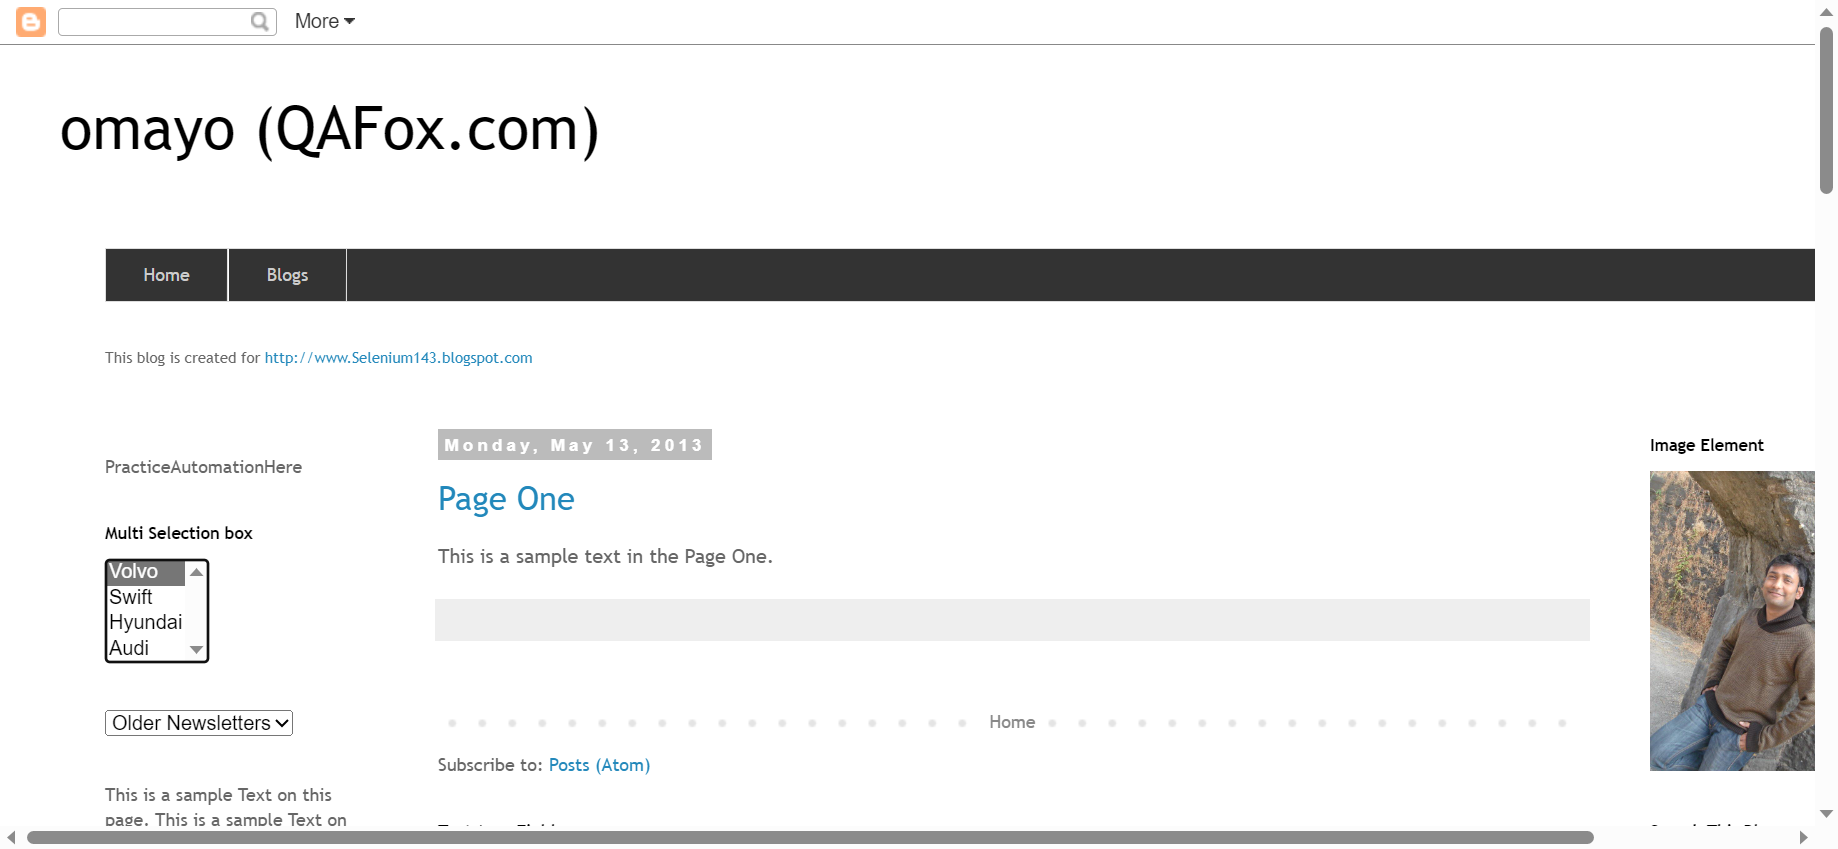 More
omayo (QAFox.com)
Home
Blogs
This blog is created for http://www.Selenium143.blogspot.com
PracticeAutomationHere
Multi Selection box
Volvo
Swift
Hyundai
Audi
Older Newsletters
This is a sample Text on this
page. This is a sample Text on
Monday, May 13, 2013
Page One
This is a sample text in the Page One.
Home
Subscribe to: Posts (Atom)
Image Element